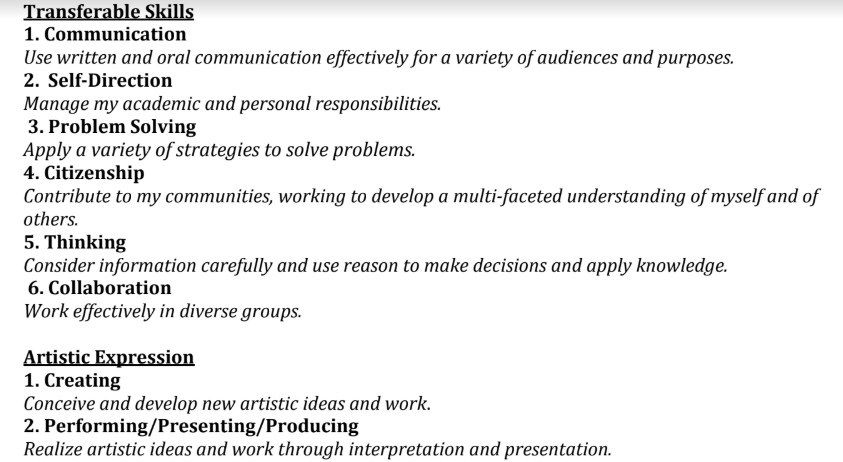 Transferable Skills
1. Communication
Use written and oral communication effectively for a variety of audiences and purposes.
2. Self-Direction
Manage my academic and personal responsibilities.
3. Problem Solving
Apply a variety of strategies to solve problems.
4. Citizenship
Contribute to my communities, working to develop a multi-faceted understanding of myself and of
others.
5. Thinking
Consider information carefully and use reason to make decisions and apply knowledge.
6. Collaboration
Work effectively in diverse groups.
Artistic Expression
1. Creating
Conceive and develop new artistic ideas and work.
2. Performing/Presenting/Producing
Realize artistic ideas and work through interpretation and presentation.